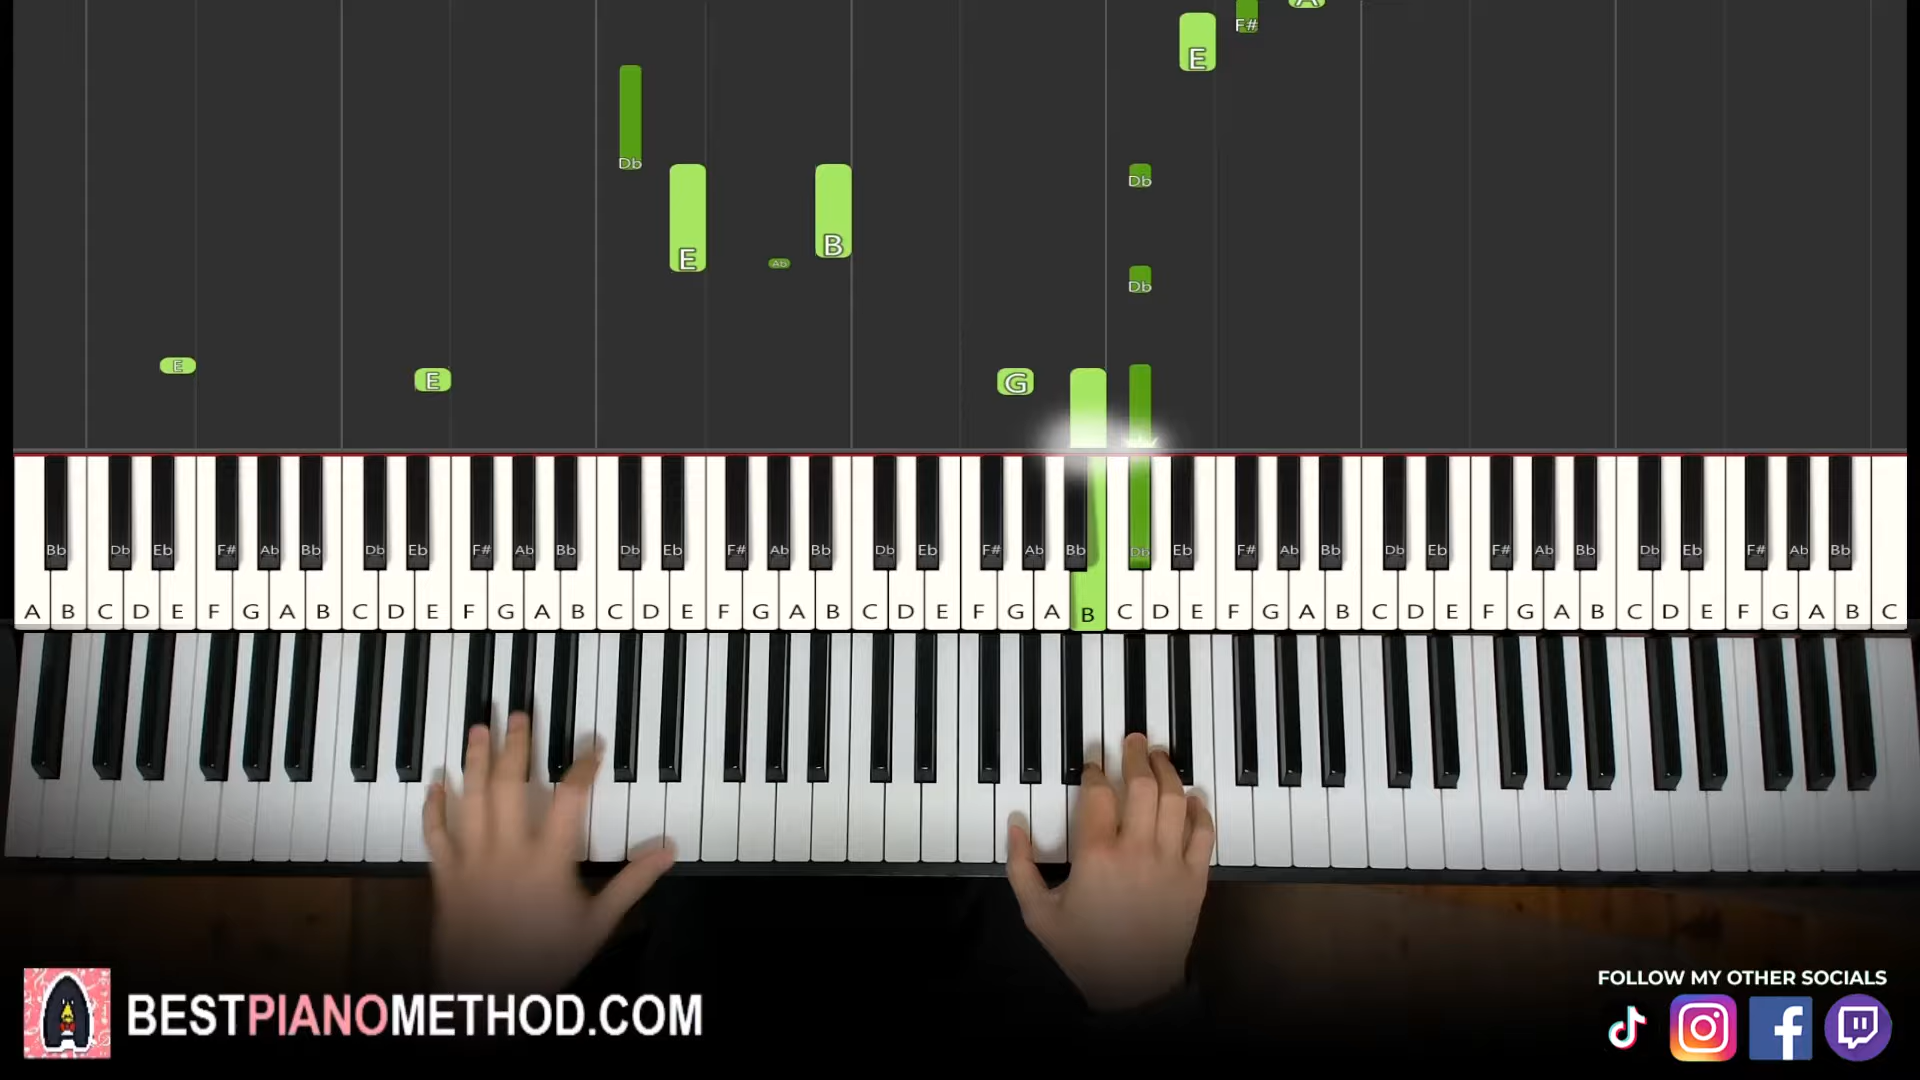 F# A
E
Db
Db
E B
Ab
Db
E
E G
Bb Db Eb F# Ab Bb Db Eb F# Ab Bb Db Eb F# Ab Bb Db Eb F# Ab Bb Db Eb F# Ab Bb Db Eb F# Ab Bb Db Eb F# Ab Bb
A B C D E F G A B C D E F G A B C D E F G A B C D E F G A B C D E F G A B C D E F G A B C D E F G A B C
FOLLOW MY OTHER SOCIALS
BESTPIANOMETHOD.COM